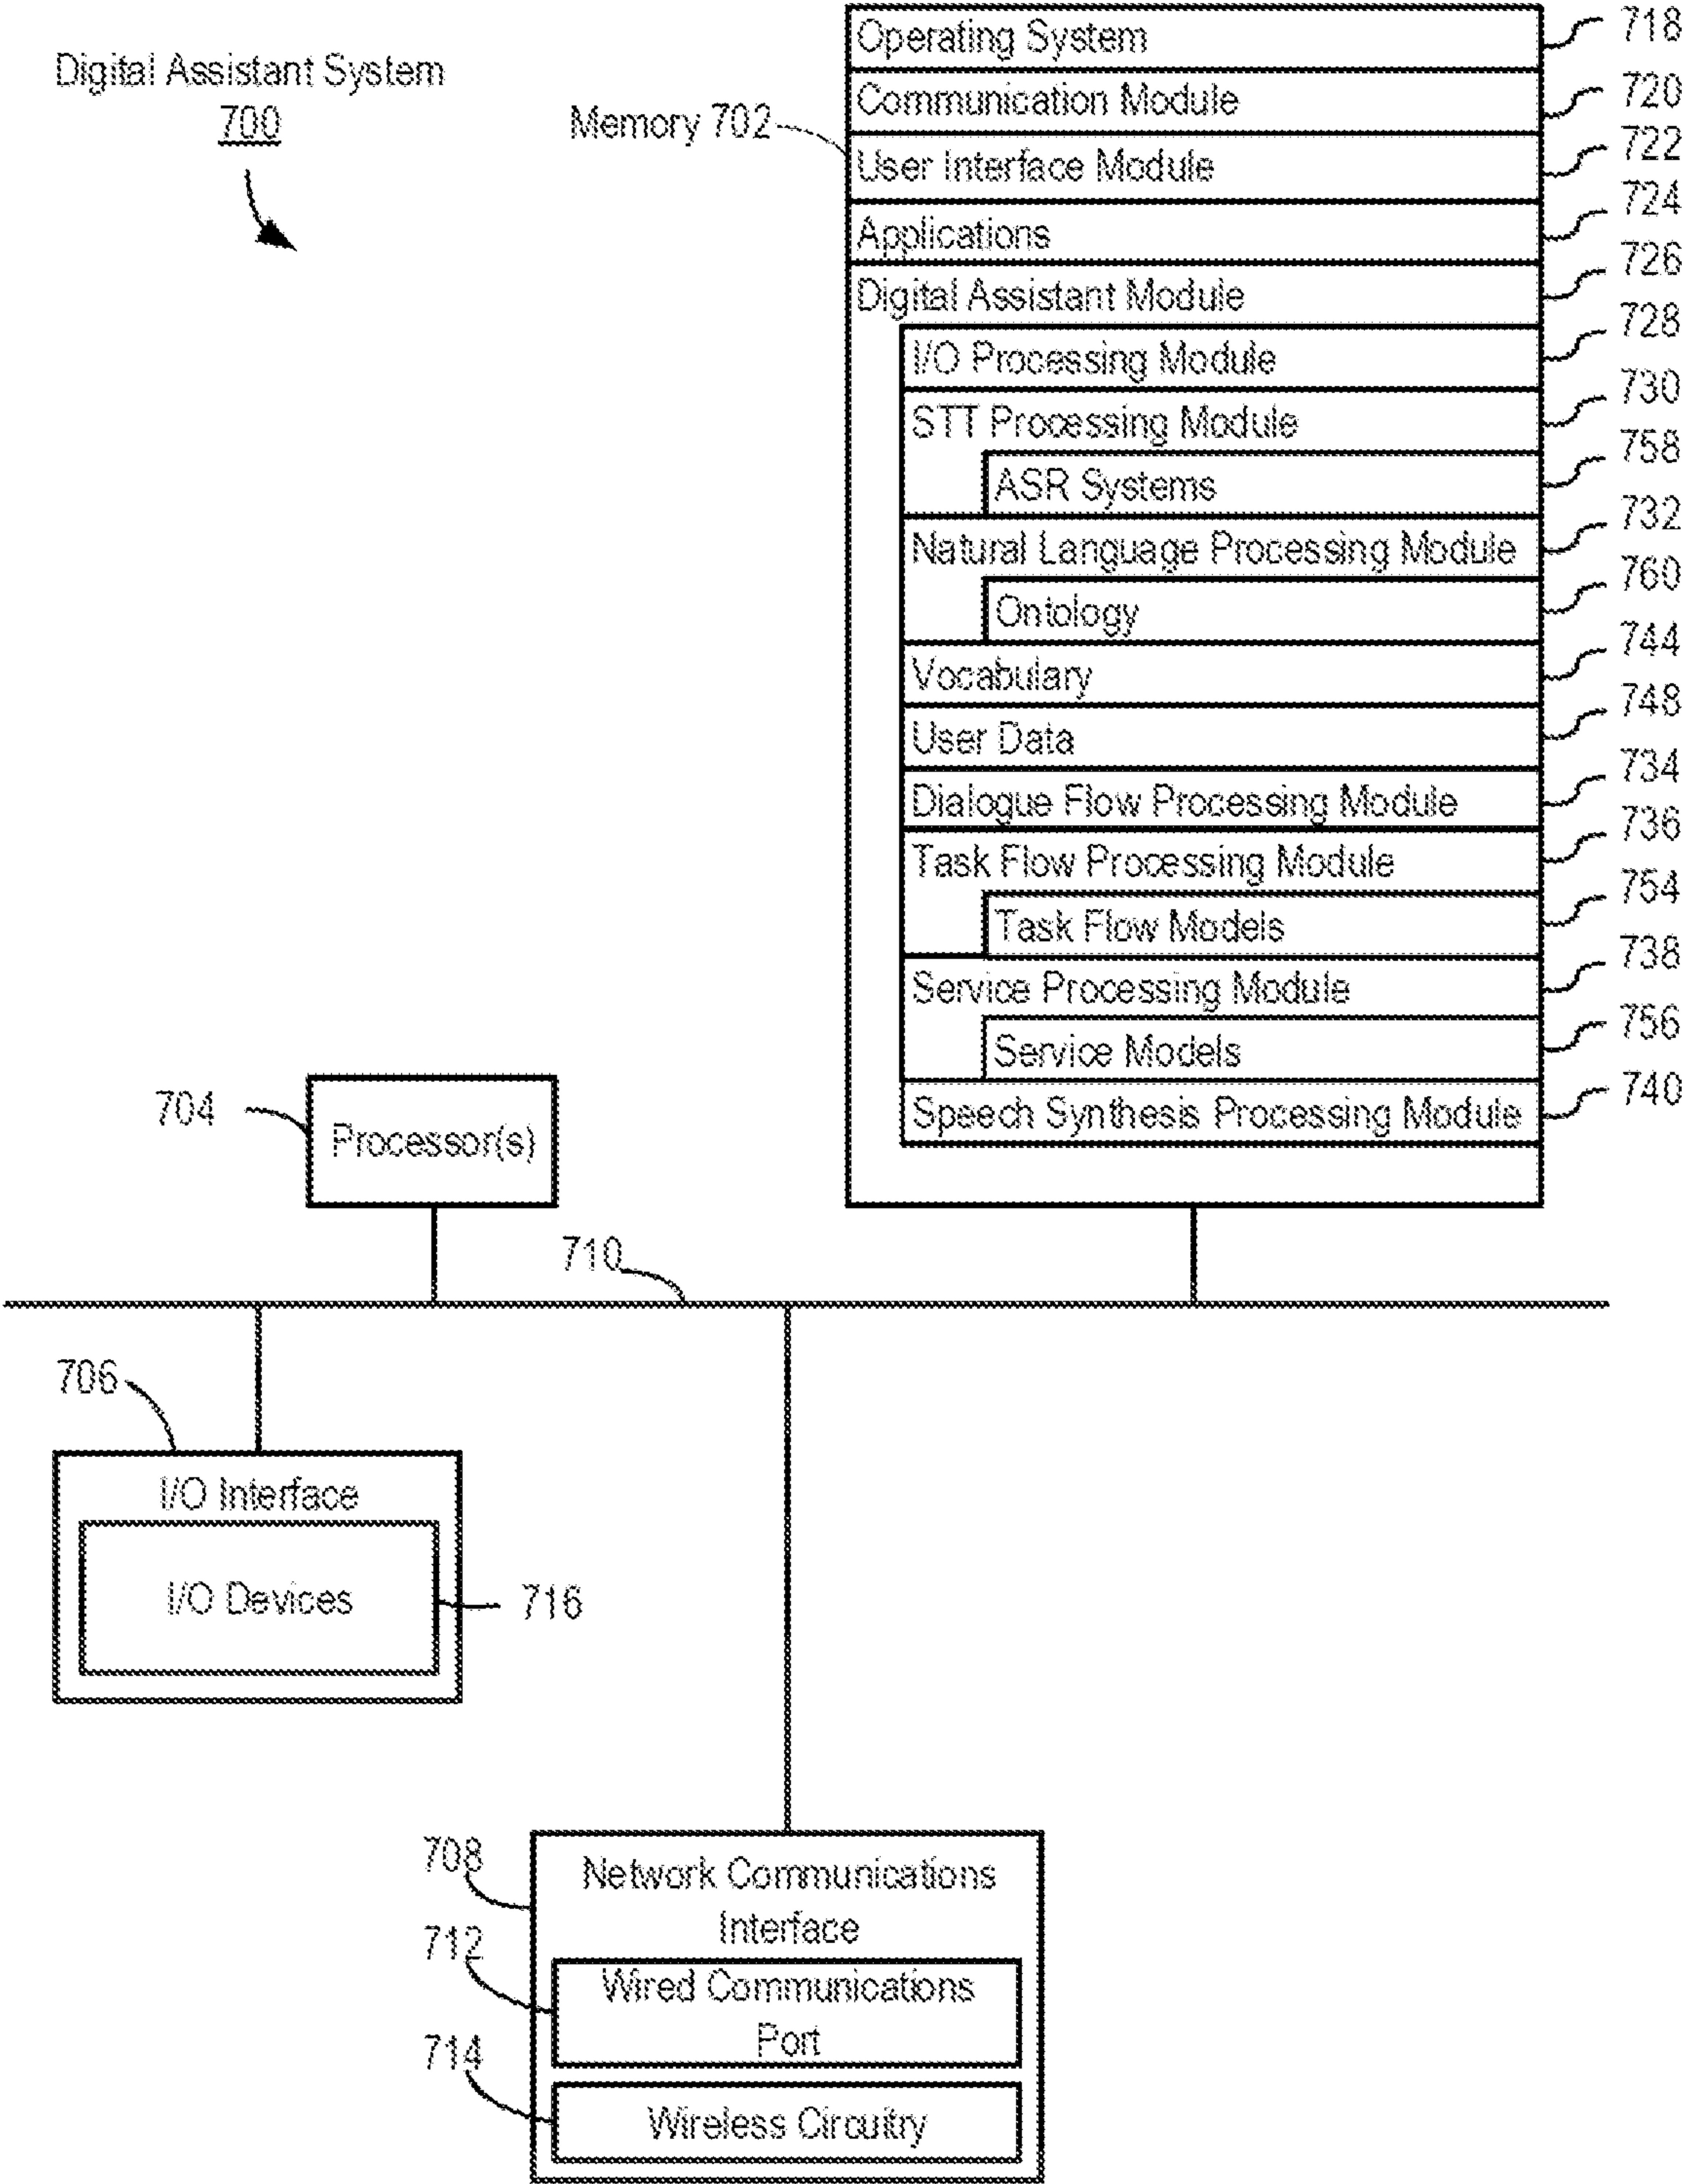 Digital Assistant System
700
Memory 702
Operating System 718
Communication Module 720
User Interface Module 722
Applications 724
Digital Assistant Module 726
I/O Processing Module 728
STT Processing Module 730
ASR Systems 758
Natural Language Processing Module 732
Ontology 760
Vocabulary 744
User Data 748
Dialogue Flow Processing Module 734
Task Flow Processing Module 736
Task Flow Models 754
Service Processing Module 738
Service Models 756
Speech Synthesis Processing Module 740
704
Processor(s)
710
706
I/O Interface
I/O Devices
716
708
Network Communications
Interface
712
Wired Communications
Port
714
Wireless Circuitry